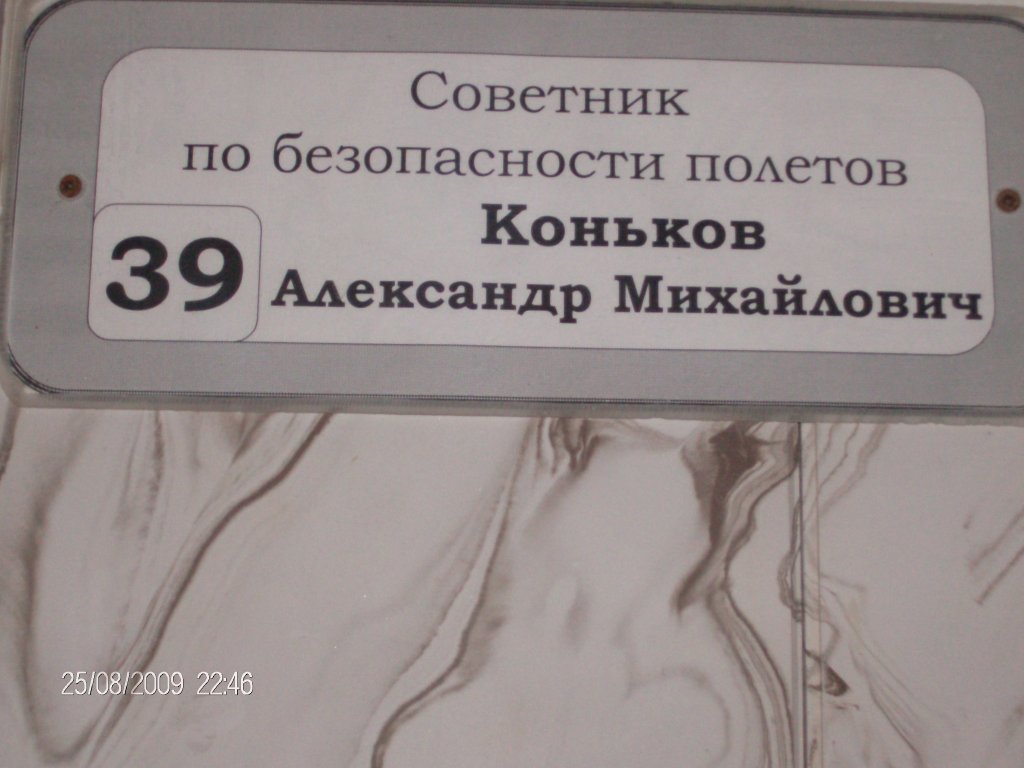 Советник
по безопасности полетов
Коньков
39 Александр Михайлович
25/08/2009 22:46